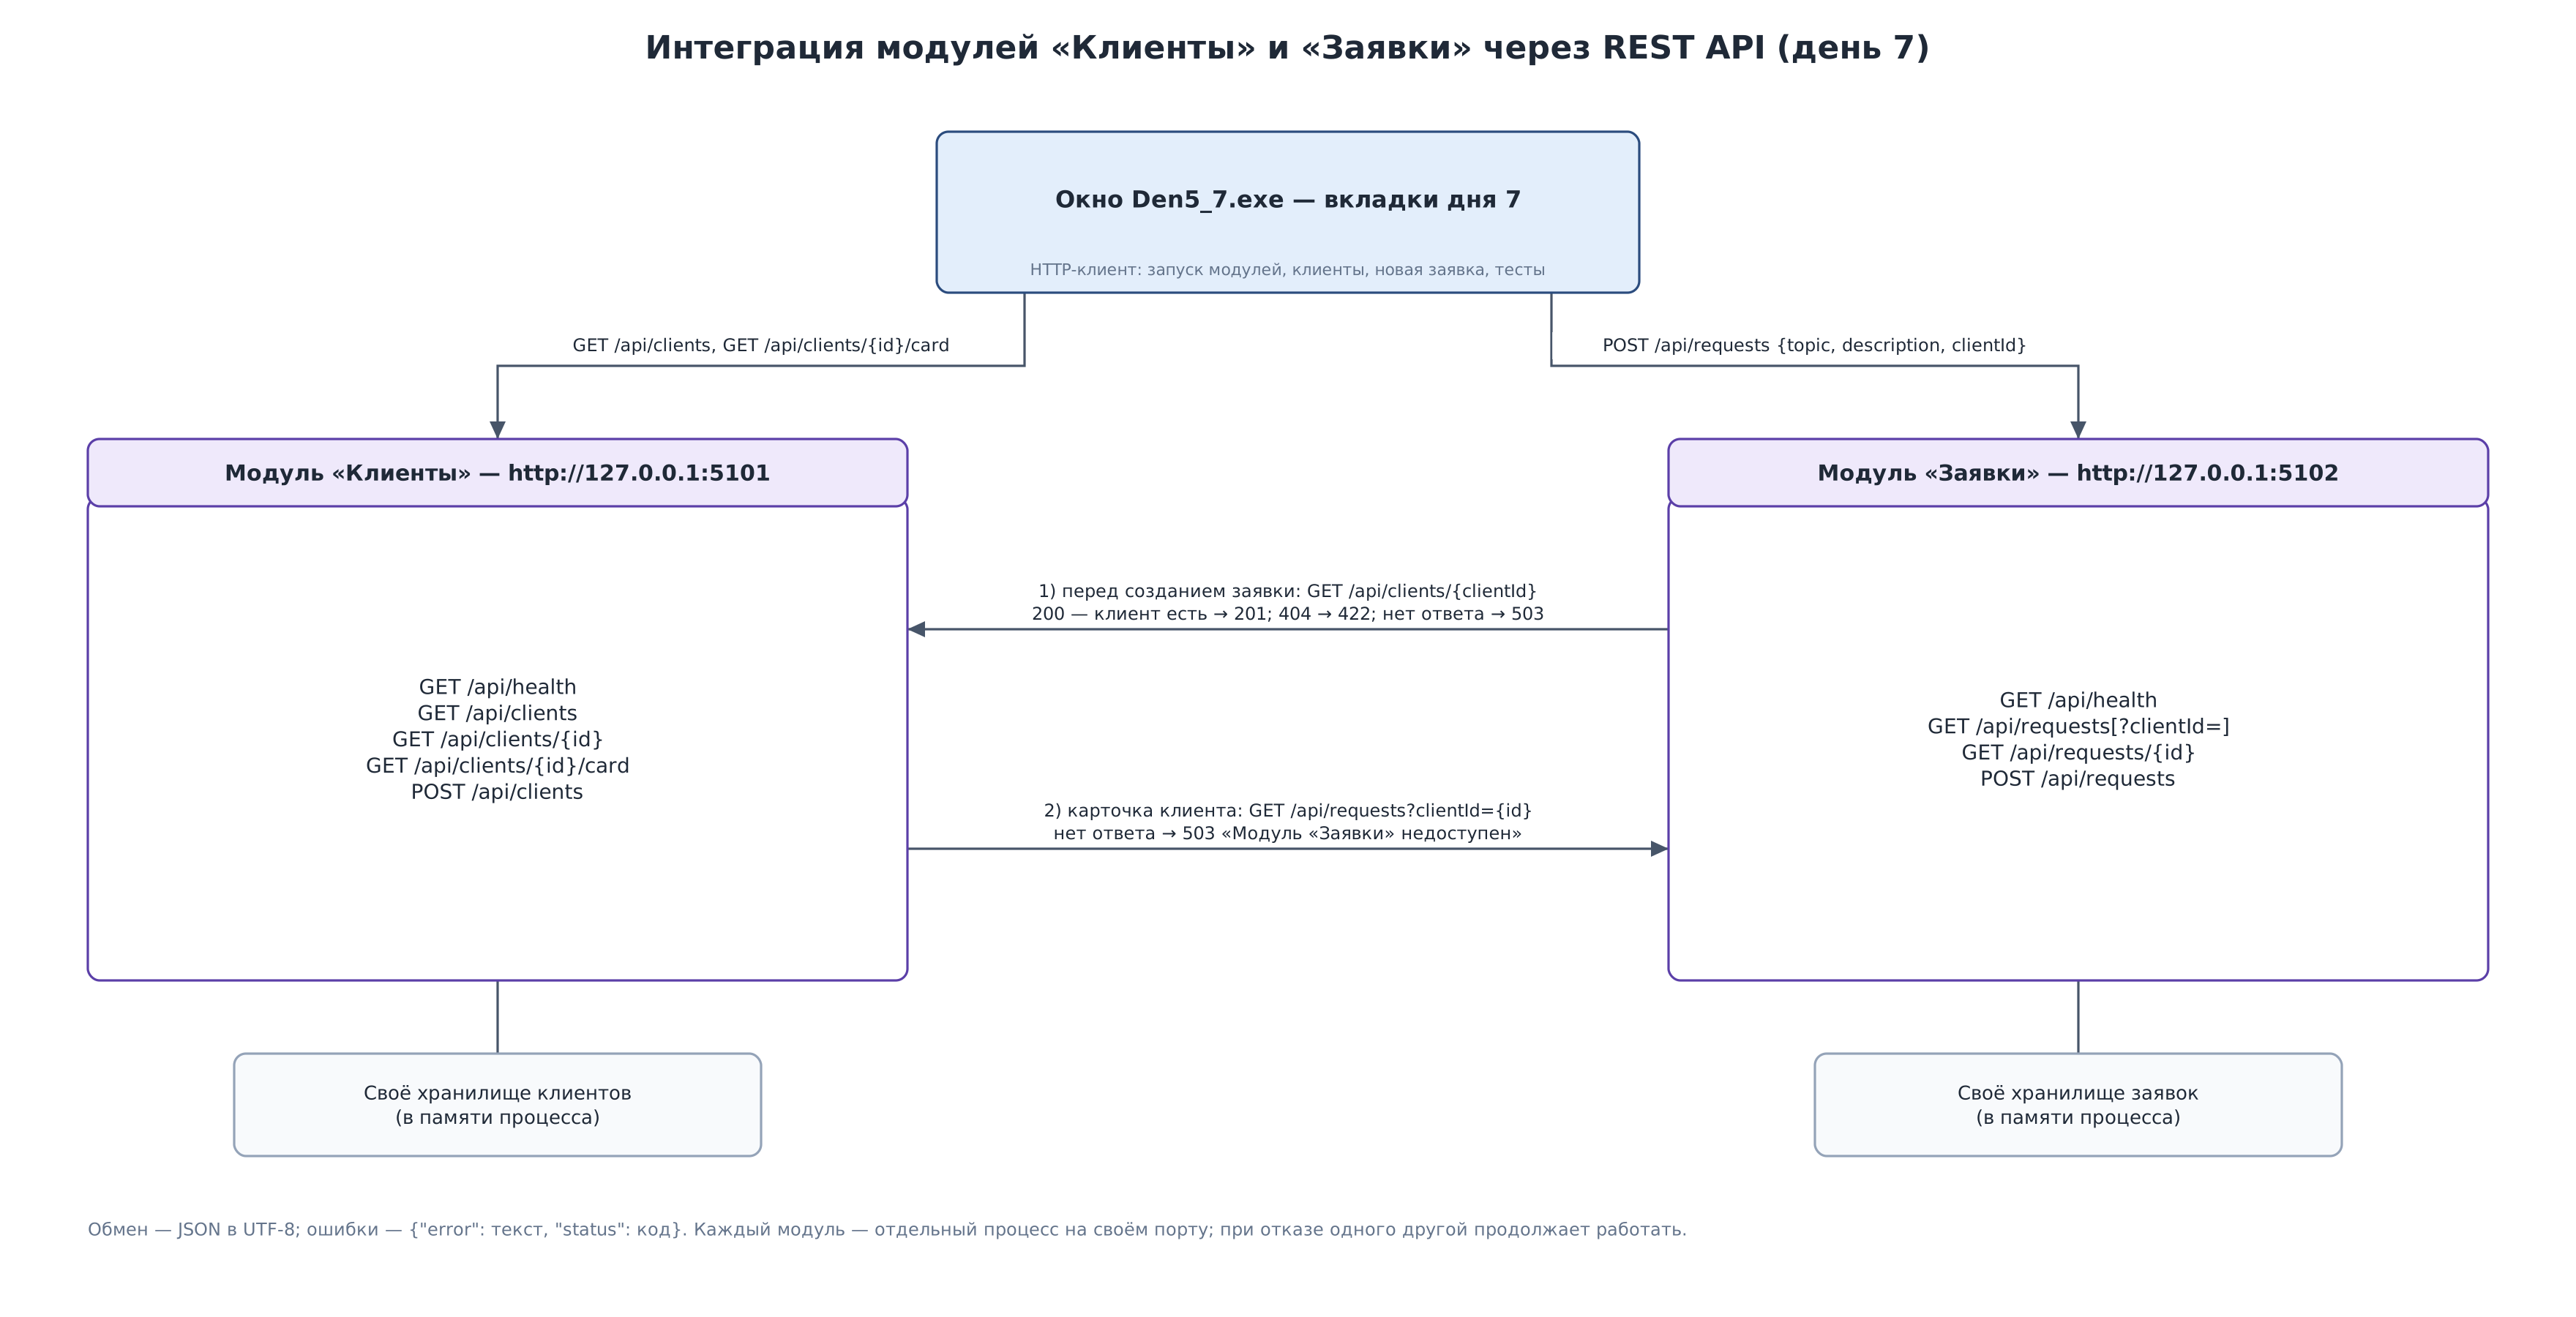 Интеграция модулей «Клиенты» и «Заявки» через REST API (день 7)
Окно Den5_7.exe — вкладки дня 7
HTTP-клиент: запуск модулей, клиенты, новая заявка, тесты
GET /api/clients, GET /api/clients/{id}/card
POST /api/requests {topic, description, clientId}
Модуль «Клиенты» — http://127.0.0.1:5101
Модуль «Заявки» — http://127.0.0.1:5102
1) перед созданием заявки: GET /api/clients/{clientId}
200 — клиент есть → 201; 404 → 422; нет ответа → 503
GET /api/health
GET /api/clients
GET /api/clients/{id}
GET /api/clients/{id}/card
POST /api/clients
GET /api/health
GET /api/requests[?clientId=]
GET /api/requests/{id}
POST /api/requests
2) карточка клиента: GET /api/requests?clientId={id}
нет ответа → 503 «Модуль «Заявки» недоступен»
Своё хранилище клиентов
(в памяти процесса)
Своё хранилище заявок
(в памяти процесса)
Обмен — JSON в UTF-8; ошибки — {"error": текст, "status": код}. Каждый модуль — отдельный процесс на своём порту; при отказе одного другой продолжает работать.